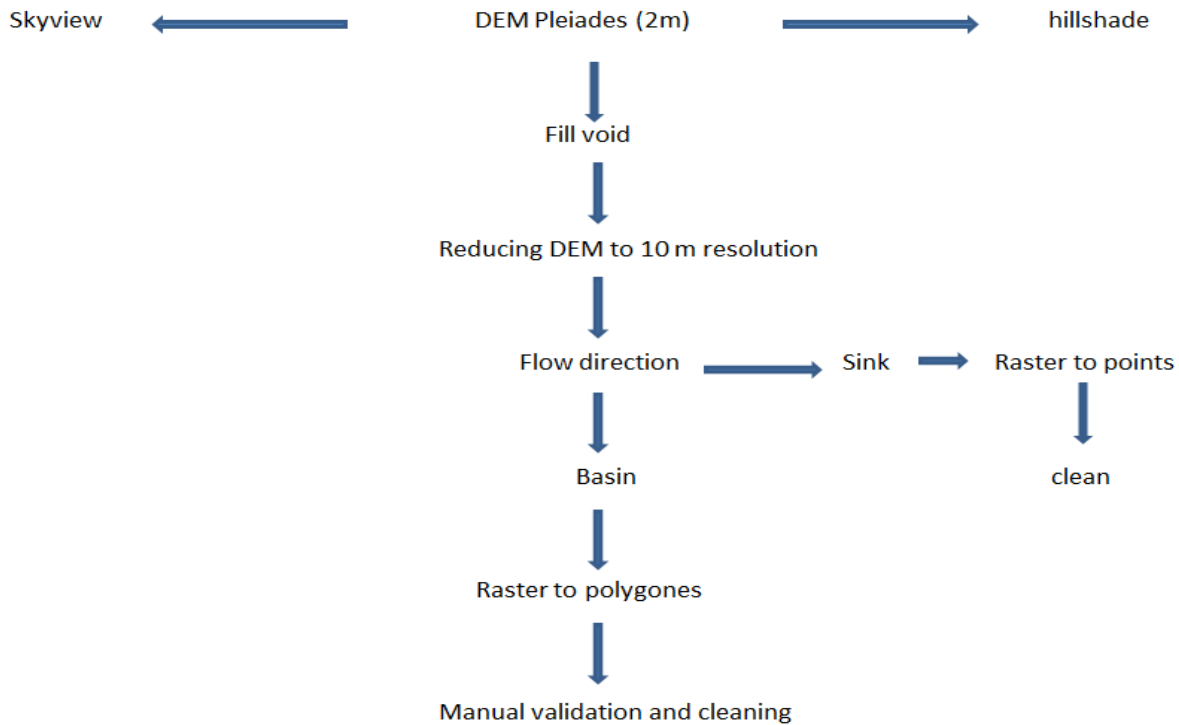 Skyview
DEM Pleiades (2m)
hillshade
Fill void
Reducing DEM to 10 m resolution
Flow direction
Sink
Raster to points
Basin
clean
Raster to polygones
Manual validation and cleaning